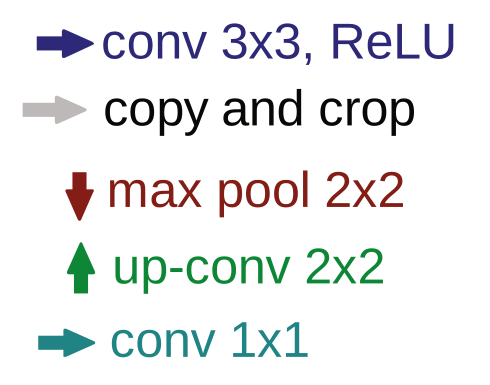 conv 3x3, ReLU
copy and crop
max pool 2x2
up-conv 2x2
conv 1x1